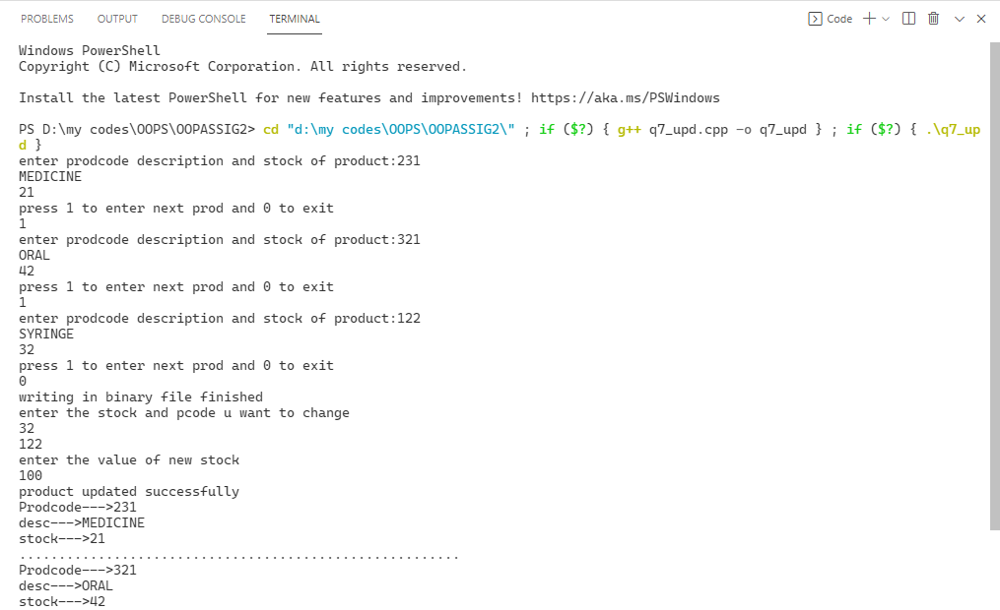 PROBLEMS OUTPUT DEBUG CONSOLE TERMINAL Code
Windows PowerShell
Copyright (C) Microsoft Corporation. All rights reserved.
Install the latest PowerShell for new features and improvements! https://aka.ms/PSWindows
PS D:\my codes\OOPS\OOPASSIG2> cd "d:\my codes\OOPS\OOPASSIG2\" ; if ($?) { g++ q7_upd.cpp -o q7_upd } ; if ($?) { .\q7_up
d }
enter prodcode description and stock of product:231
MEDICINE
21
press 1 to enter next prod and 0 to exit
1
enter prodcode description and stock of product:321
ORAL
42
press 1 to enter next prod and 0 to exit
1
enter prodcode description and stock of product:122
SYRINGE
32
press 1 to enter next prod and 0 to exit
0
writing in binary file finished
enter the stock and pcode u want to change
32
122
enter the value of new stock
100
product updated successfully
Prodcode--->231
desc--->MEDICINE
stock--->21
........................................................
Prodcode--->321
desc--->ORAL
stock--->42